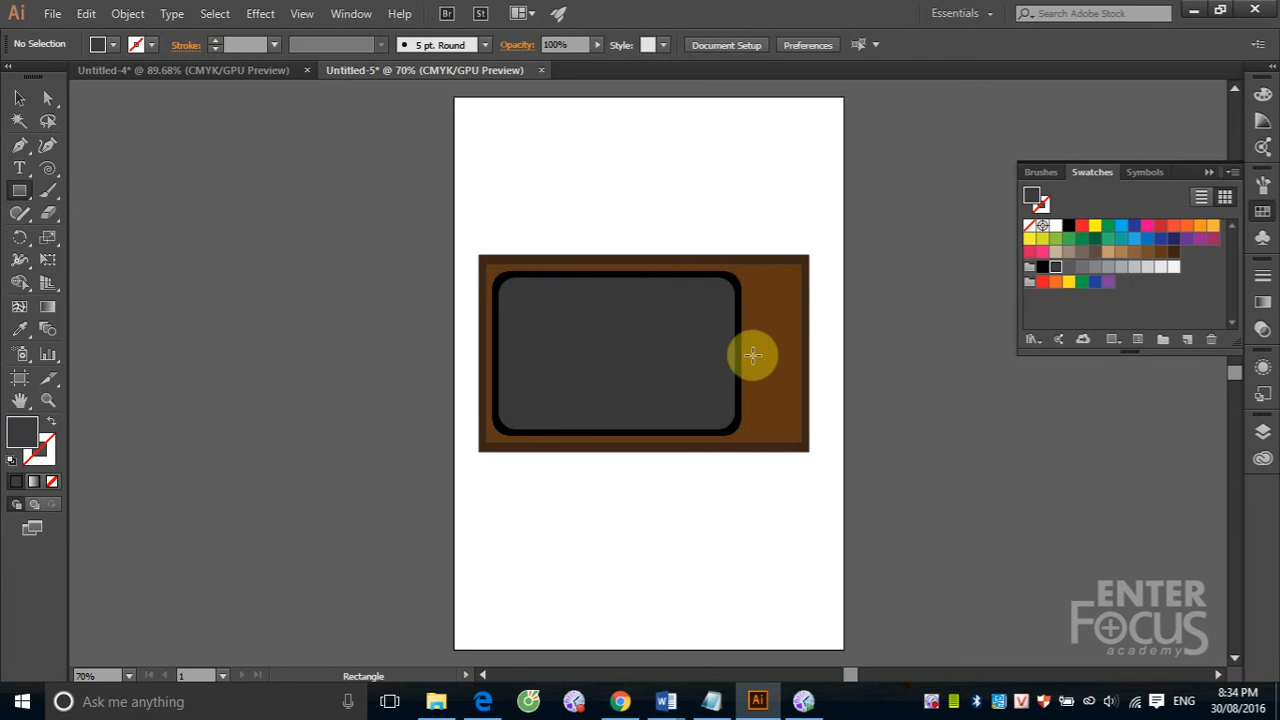 Ai File Edit Object Type Select Effect View Window Help Br St Essentials Search Adobe Stock
No Selection Stroke: 5 pt. Round Opacity: 100% Style: Document Setup Preferences
Untitled-4* @ 89.68% (CMYK/GPU Preview) × Untitled-5* @ 70% (CMYK/GPU Preview) ×
Brushes Swatches Symbols
T
ENTER
FOCUS
academy
70% 1 Rectangle
Ask me anything Ai V ENG 8:34 PM
30/08/2016